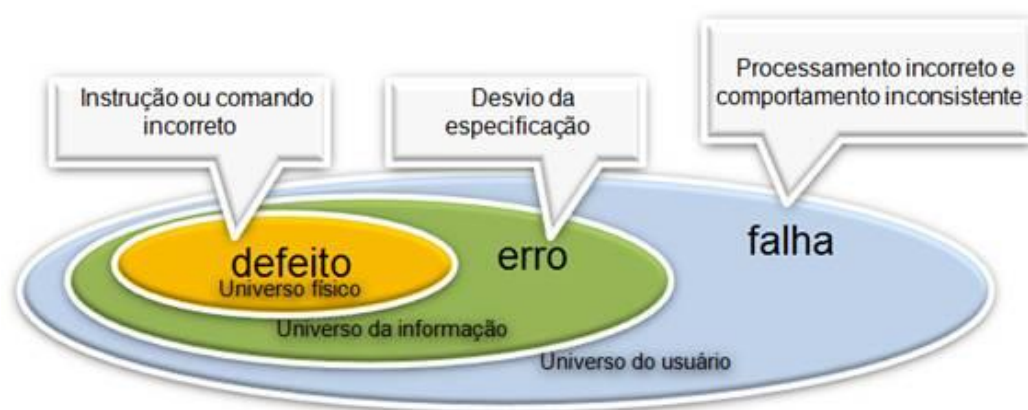 Instrução ou comando
incorreto
Desvio da
especificação
Processamento incorreto e
comportamento inconsistente
defeito
Universo físico
erro
Universo da informação
falha
Universo do usuário